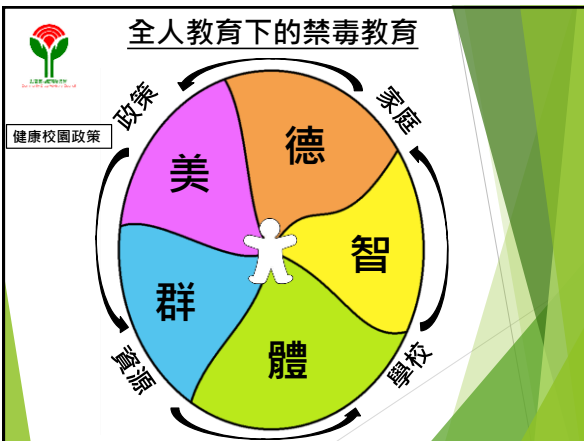 全人教育下的禁毒教育
政策
家庭
健康校園政策
德
美
智
群
體
資源
學校